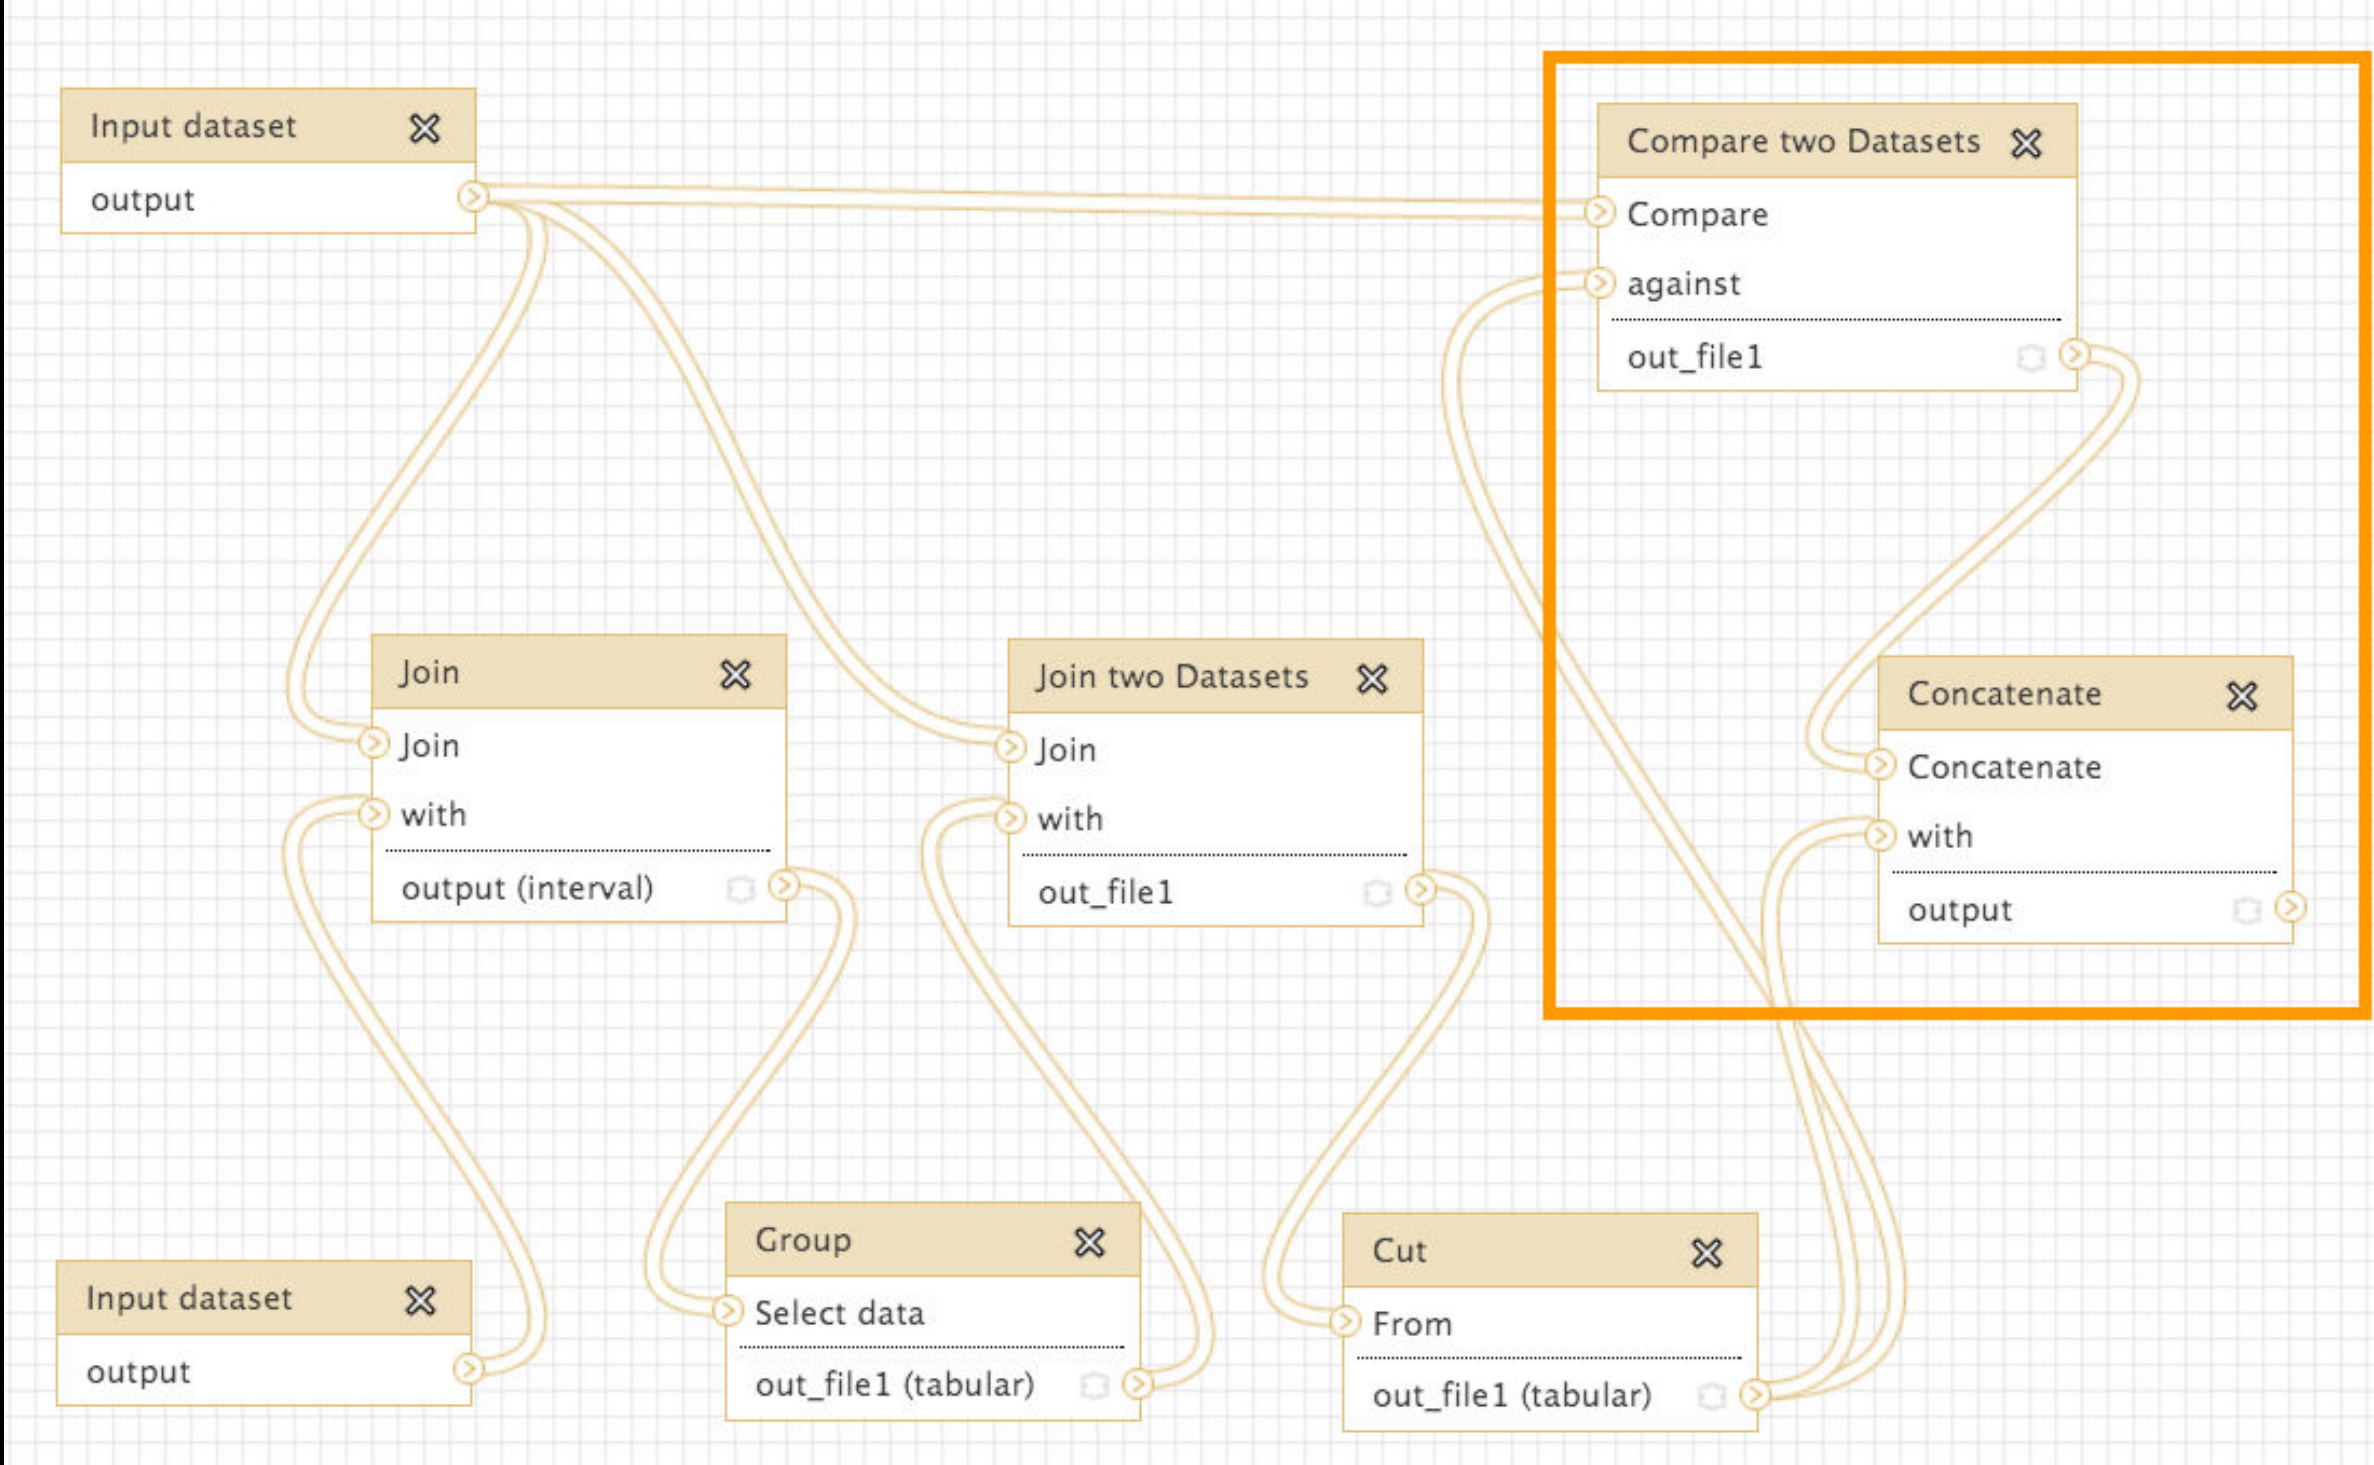 Input dataset
output
Compare two Datasets
Compare
against
out_file1
Join
Join
with
output (interval)
Join two Datasets
Join
with
out_file1
Concatenate
Concatenate
with
output
Input dataset
output
Group
Select data
out_file1 (tabular)
Cut
From
out_file1 (tabular)